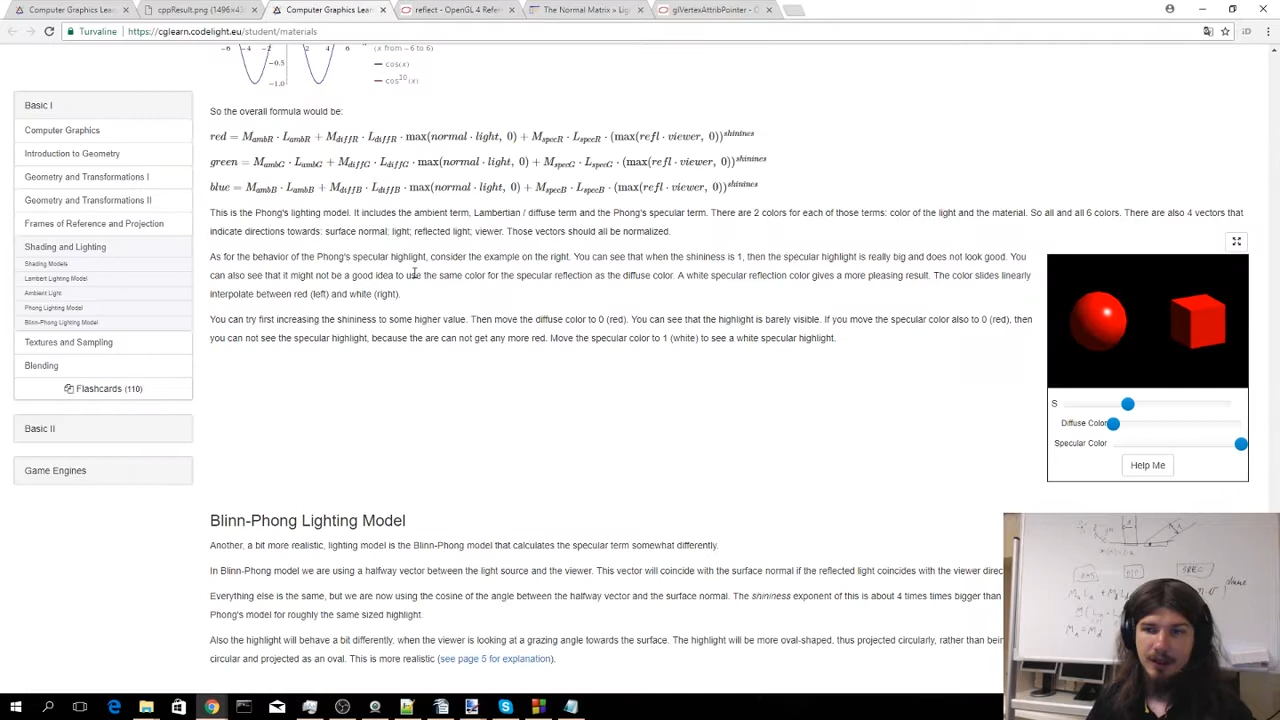 Computer Graphics Lea
cppResult.png (1496×43
Computer Graphics Lea
reflect - OpenGL 4 Refere
The Normal Matrix » Lig
glVertexAttribPointer - O
Turvaline
https://cglearn.codelight.eu/student/materials
-6 -4 -2 2 4 6
-0.5
-1.0
(x from −6 to 6)
cos(x)
cos10(x)
Basic I
Computer Graphics
Introduction to Geometry
Geometry and Transformations I
Geometry and Transformations II
Frames of Reference and Projection
Shading and Lighting
Shading Models
Lambert Lighting Model
Ambient Light
Phong Lighting Model
Blinn-Phong Lighting Model
Textures and Sampling
Blending
Flashcards (110)
Basic II
Game Engines
So the overall formula would be:
red = MambR · LambR + MdiffR · LdiffR · max(normal · light, 0) + MspecR · LspecR · (max(refl · viewer, 0))shinines
green = MambG · LambG + MdiffG · LdiffG · max(normal · light, 0) + MspecG · LspecG · (max(refl · viewer, 0))shinines
blue = MambB · LambB + MdiffB · LdiffB · max(normal · light, 0) + MspecB · LspecB · (max(refl · viewer, 0))shinines
This is the Phong's lighting model. It includes the ambient term, Lambertian / diffuse term and the Phong's specular term. There are 2 colors for each of those terms: color of the light and the material. So all and all 6 colors. There are also 4 vectors that
indicate directions towards: surface normal; light; reflected light; viewer. Those vectors should all be normalized.
As for the behavior of the Phong's specular highlight, consider the example on the right. You can see that when the shininess is 1, then the specular highlight is really big and does not look good. You
can also see that it might not be a good idea to use the same color for the specular reflection as the diffuse color. A white specular reflection color gives a more pleasing result. The color slides linearly
interpolate between red (left) and white (right).
You can try first increasing the shininess to some higher value. Then move the diffuse color to 0 (red). You can see that the highlight is barely visible. If you move the specular color also to 0 (red), then
you can not see the specular highlight, because the are can not get any more red. Move the specular color to 1 (white) to see a white specular highlight.
S
Diffuse Color
Specular Color
Help Me
Blinn-Phong Lighting Model
Another, a bit more realistic, lighting model is the Blinn-Phong model that calculates the specular term somewhat differently.
In Blinn-Phong model we are using a halfway vector between the light source and the viewer. This vector will coincide with the surface normal if the reflected light coincides with the viewer direc
Everything else is the same, but we are now using the cosine of the angle between the halfway vector and the surface normal. The shininess exponent of this is about 4 times times bigger than
Phong's model for roughly the same sized highlight.
Also the highlight will behave a bit differently, when the viewer is looking at a grazing angle towards the surface. The highlight will be more oval-shaped, thus projected circularly, rather than bein
circular and projected as an oval. This is more realistic (see page 5 for explanation).